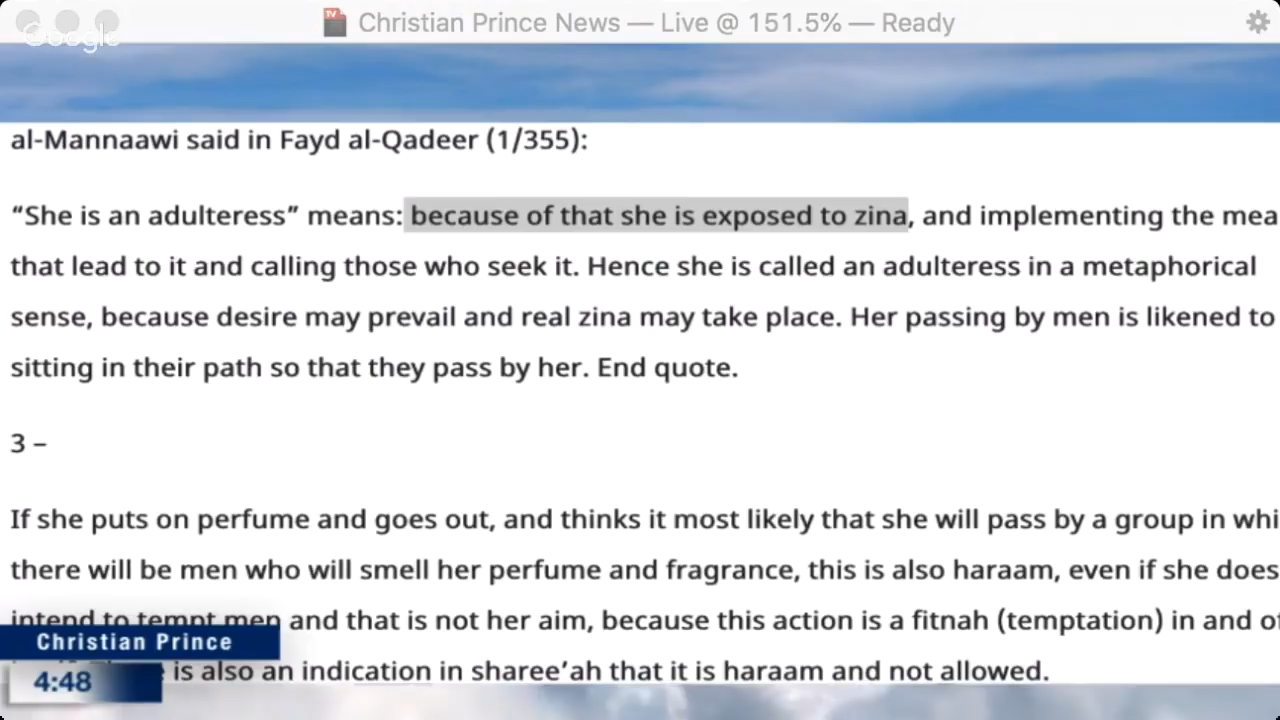 Christian Prince News — Live @ 151.5% — Ready
Google
al-Mannaawi said in Fayd al-Qadeer (1/355):
“She is an adulteress” means: because of that she is exposed to zina, and implementing the mea
that lead to it and calling those who seek it. Hence she is called an adulteress in a metaphorical
sense, because desire may prevail and real zina may take place. Her passing by men is likened to
sitting in their path so that they pass by her. End quote.
3 –
If she puts on perfume and goes out, and thinks it most likely that she will pass by a group in whi
there will be men who will smell her perfume and fragrance, this is also haraam, even if she does
intend to tempt men and that is not her aim, because this action is a fitnah (temptation) in and of
is also an indication in sharee’ah that it is haraam and not allowed.
Christian Prince
4:48